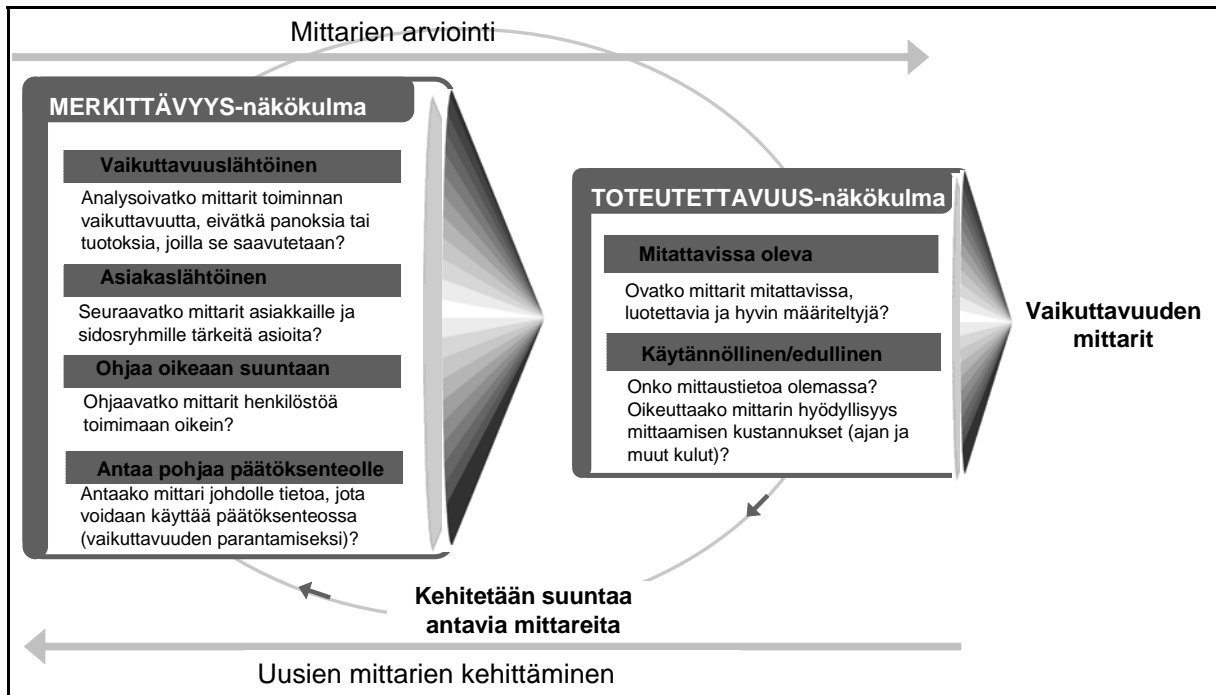 Mittarien arviointi
MERKITTÄVYYS-näkökulma
Vaikuttavuuslähtöinen
Analysoivatko mittarit toiminnan
vaikuttavuutta, eivätkä panoksia tai
tuotoksia, joilla se saavutetaan?
Asiakaslähtöinen
Seuraavatko mittarit asiakkaille ja
sidosryhmille tärkeitä asioita?
Ohjaa oikeaan suuntaan
Ohjaavatko mittarit henkilöstöä
toimimaan oikein?
Antaa pohjaa päätöksenteolle
Antaako mittari johdolle tietoa, jota
voidaan käyttää päätöksenteossa
(vaikuttavuuden parantamiseksi)?
TOTEUTETTAVUUS-näkökulma
Mitattavissa oleva
Ovatko mittarit mitattavissa,
luotettavia ja hyvin määriteltyjä?
Käytännöllinen/edullinen
Onko mittaustietoa olemassa?
Oikeuttaako mittarin hyödyllisyys
mittaamisen kustannukset (ajan ja
muut kulut)?
Vaikuttavuuden
mittarit
Kehitetään suuntaa
antavia mittareita
Uusien mittarien kehittäminen